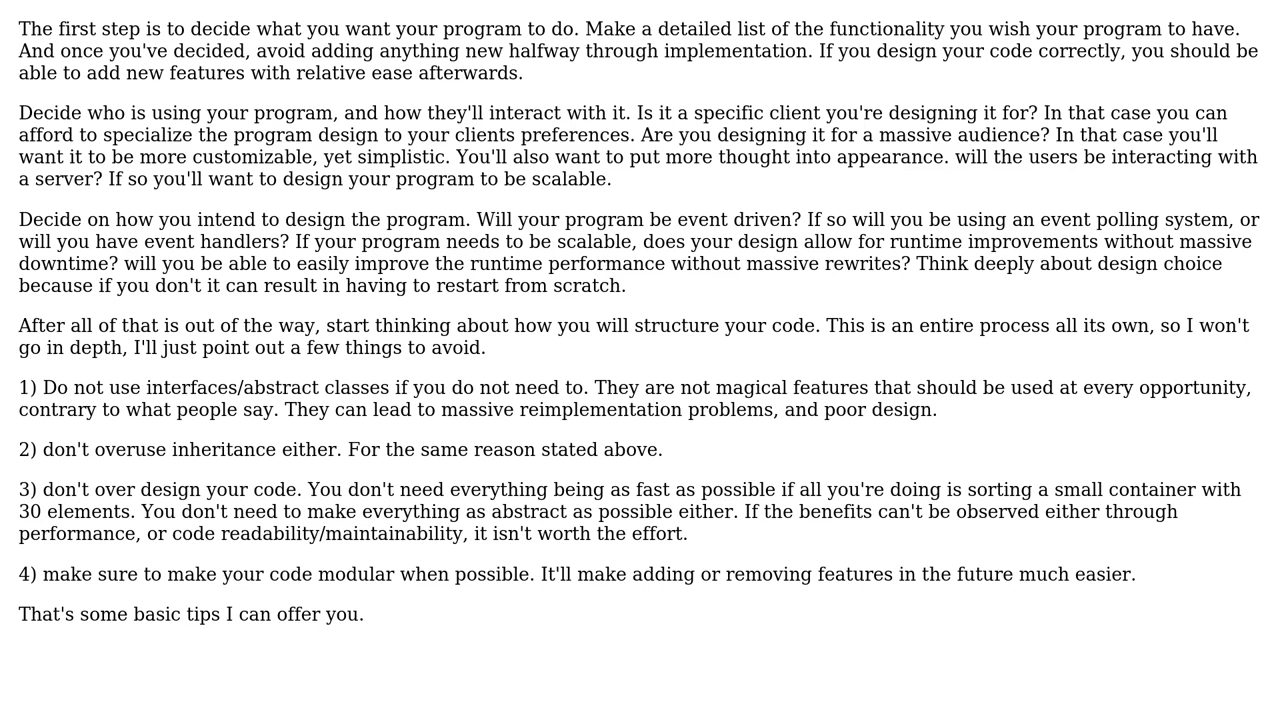 The first step is to decide what you want your program to do. Make a detailed list of the functionality you wish your program to have.
And once you've decided, avoid adding anything new halfway through implementation. If you design your code correctly, you should be
able to add new features with relative ease afterwards.
Decide who is using your program, and how they'll interact with it. Is it a specific client you're designing it for? In that case you can
afford to specialize the program design to your clients preferences. Are you designing it for a massive audience? In that case you'll
want it to be more customizable, yet simplistic. You'll also want to put more thought into appearance. will the users be interacting with
a server? If so you'll want to design your program to be scalable.
Decide on how you intend to design the program. Will your program be event driven? If so will you be using an event polling system, or
will you have event handlers? If your program needs to be scalable, does your design allow for runtime improvements without massive
downtime? will you be able to easily improve the runtime performance without massive rewrites? Think deeply about design choice
because if you don't it can result in having to restart from scratch.
After all of that is out of the way, start thinking about how you will structure your code. This is an entire process all its own, so I won't
go in depth, I'll just point out a few things to avoid.
1) Do not use interfaces/abstract classes if you do not need to. They are not magical features that should be used at every opportunity,
contrary to what people say. They can lead to massive reimplementation problems, and poor design.
2) don't overuse inheritance either. For the same reason stated above.
3) don't over design your code. You don't need everything being as fast as possible if all you're doing is sorting a small container with
30 elements. You don't need to make everything as abstract as possible either. If the benefits can't be observed either through
performance, or code readability/maintainability, it isn't worth the effort.
4) make sure to make your code modular when possible. It'll make adding or removing features in the future much easier.
That's some basic tips I can offer you.